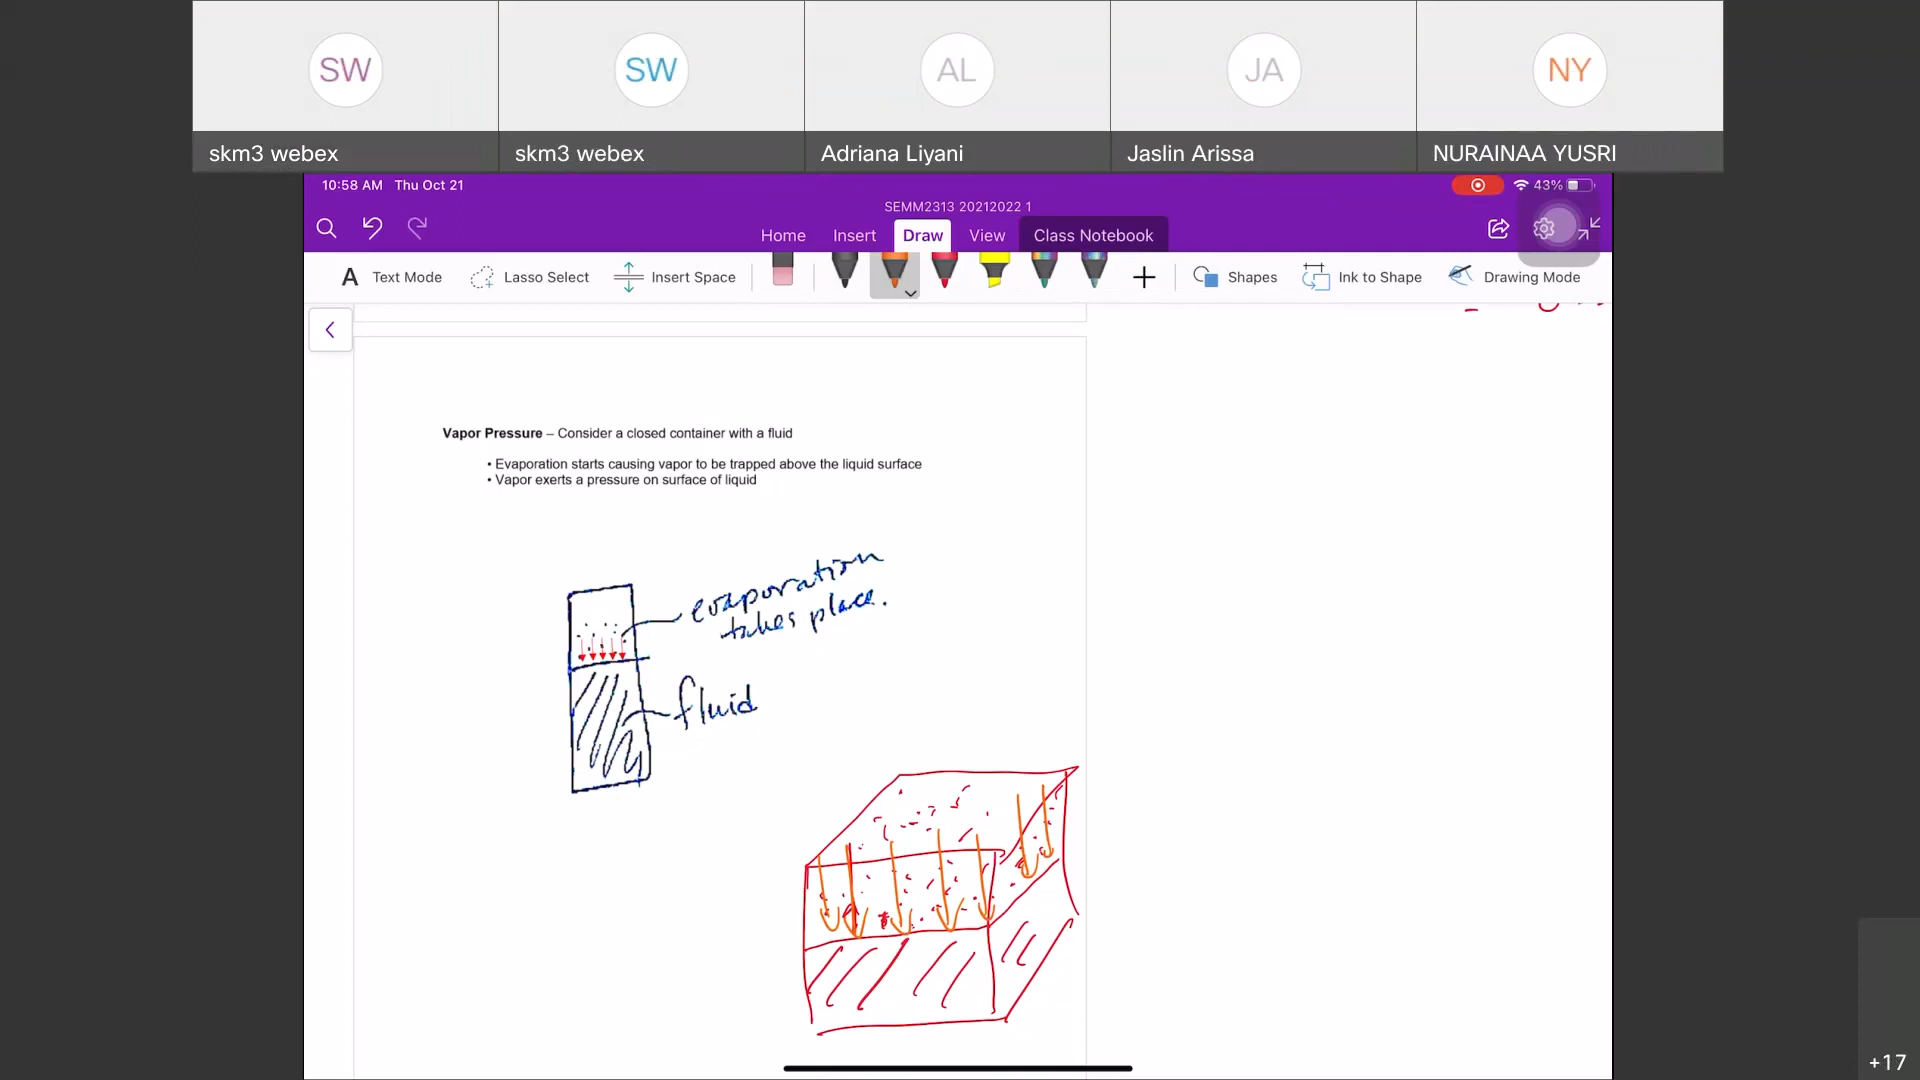 SW
SW
AL
JA
NY
skm3 webex
skm3 webex
Adriana Liyani
Jaslin Arissa
NURAINAA YUSRI
10:58 AM Thu Oct 21
43%
SEMM2313 20212022 1
Home Insert Draw View Class Notebook
A Text Mode Lasso Select Insert Space Shapes Ink to Shape Drawing Mode
Vapor Pressure – Consider a closed container with a fluid
• Evaporation starts causing vapor to be trapped above the liquid surface
• Vapor exerts a pressure on surface of liquid
evaporation
takes place.
fluid
+17